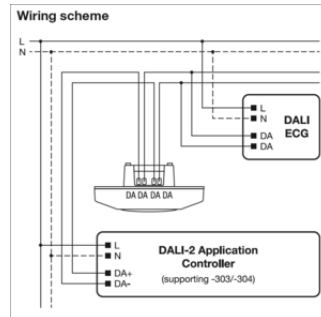 Wiring scheme
L
N
L
N
DALI
ECG
DA
DA
DA DA DA DA
L
N
DALI-2 Application
Controller
(supporting -303/-304)
DA+
DA-